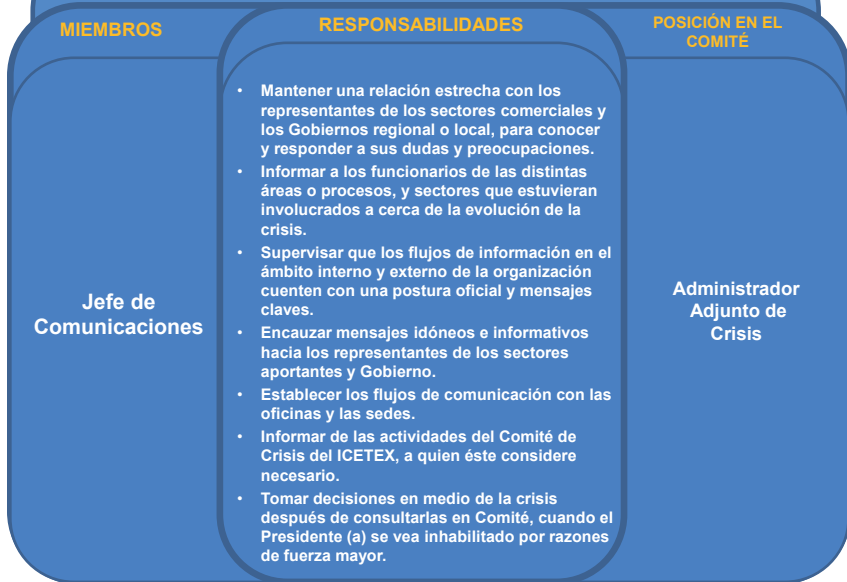 MIEMBROS
RESPONSABILIDADES
POSICIÓN EN EL
COMITÉ
Jefe de
Comunicaciones
• Mantener una relación estrecha con los
representantes de los sectores comerciales y
los Gobiernos regional o local, para conocer
y responder a sus dudas y preocupaciones.
• Informar a los funcionarios de las distintas
áreas o procesos, y sectores que estuvieran
involucrados a cerca de la evolución de la
crisis.
• Supervisar que los flujos de información en el
ámbito interno y externo de la organización
cuenten con una postura oficial y mensajes
claves.
• Encauzar mensajes idóneos e informativos
hacia los representantes de los sectores
aportantes y Gobierno.
• Establecer los flujos de comunicación con las
oficinas y las sedes.
• Informar de las actividades del Comité de
Crisis del ICETEX, a quien éste considere
necesario.
• Tomar decisiones en medio de la crisis
después de consultarlas en Comité, cuando el
Presidente (a) se vea inhabilitado por razones
de fuerza mayor.
Administrador
Adjunto de
Crisis